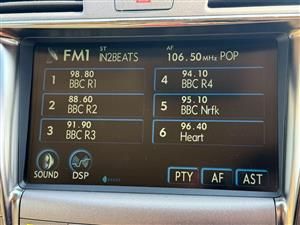 FM1 ST IN2BEATS AF 106.50 MHz POP
1 98.80 BBC R1
2 88.60 BBC R2
3 91.90 BBC R3
4 94.10 BBC R4
5 95.10 BBC Nrfk
6 96.40 Heart
SOUND DSP PTY AF AST